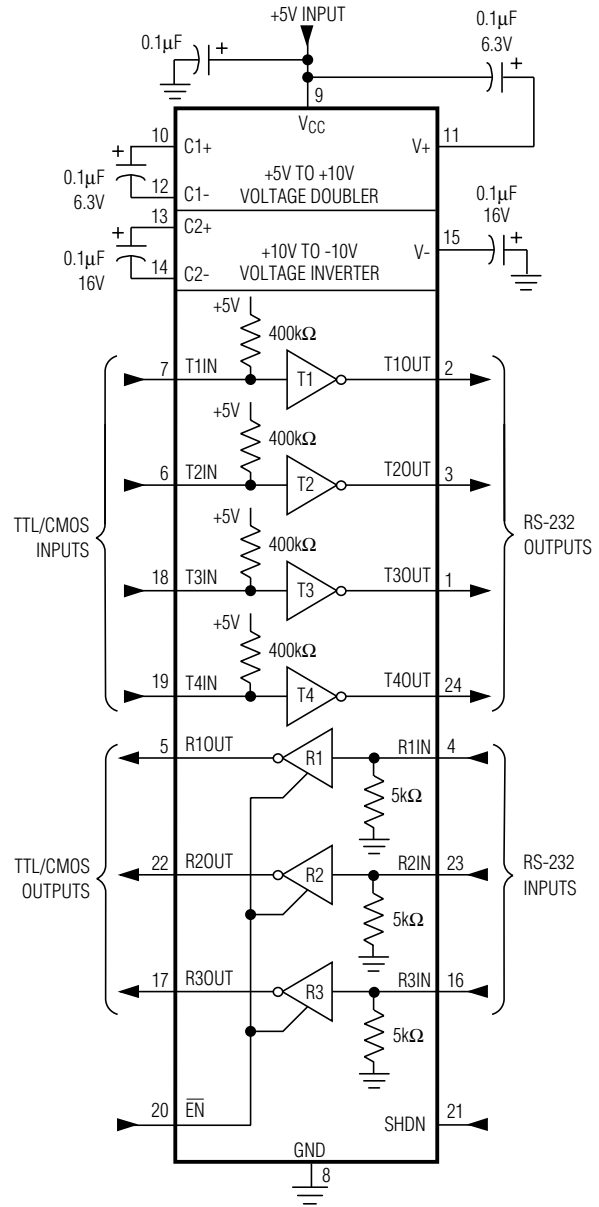 +5V INPUT
0.1μF
+
0.1μF
6.3V
+
9
VCC
10
C1+
V+
11
+
0.1μF
6.3V
+5V TO +10V
VOLTAGE DOUBLER
12
C1-
13
C2+
+
0.1μF
16V
+10V TO -10V
VOLTAGE INVERTER
14
C2-
V-
15
0.1μF
16V
+
+5V
400kΩ
7
T1IN
T1
T1OUT
2
+5V
400kΩ
6
T2IN
T2
T2OUT
3
TTL/CMOS
INPUTS
RS-232
OUTPUTS
+5V
400kΩ
18
T3IN
T3
T3OUT
1
+5V
400kΩ
19
T4IN
T4
T4OUT
24
5
R1OUT
R1
R1IN
4
5kΩ
TTL/CMOS
OUTPUTS
22
R2OUT
R2
R2IN
23
RS-232
INPUTS
5kΩ
17
R3OUT
R3
R3IN
16
5kΩ
20
E̅N̅
SHDN
21
GND
8